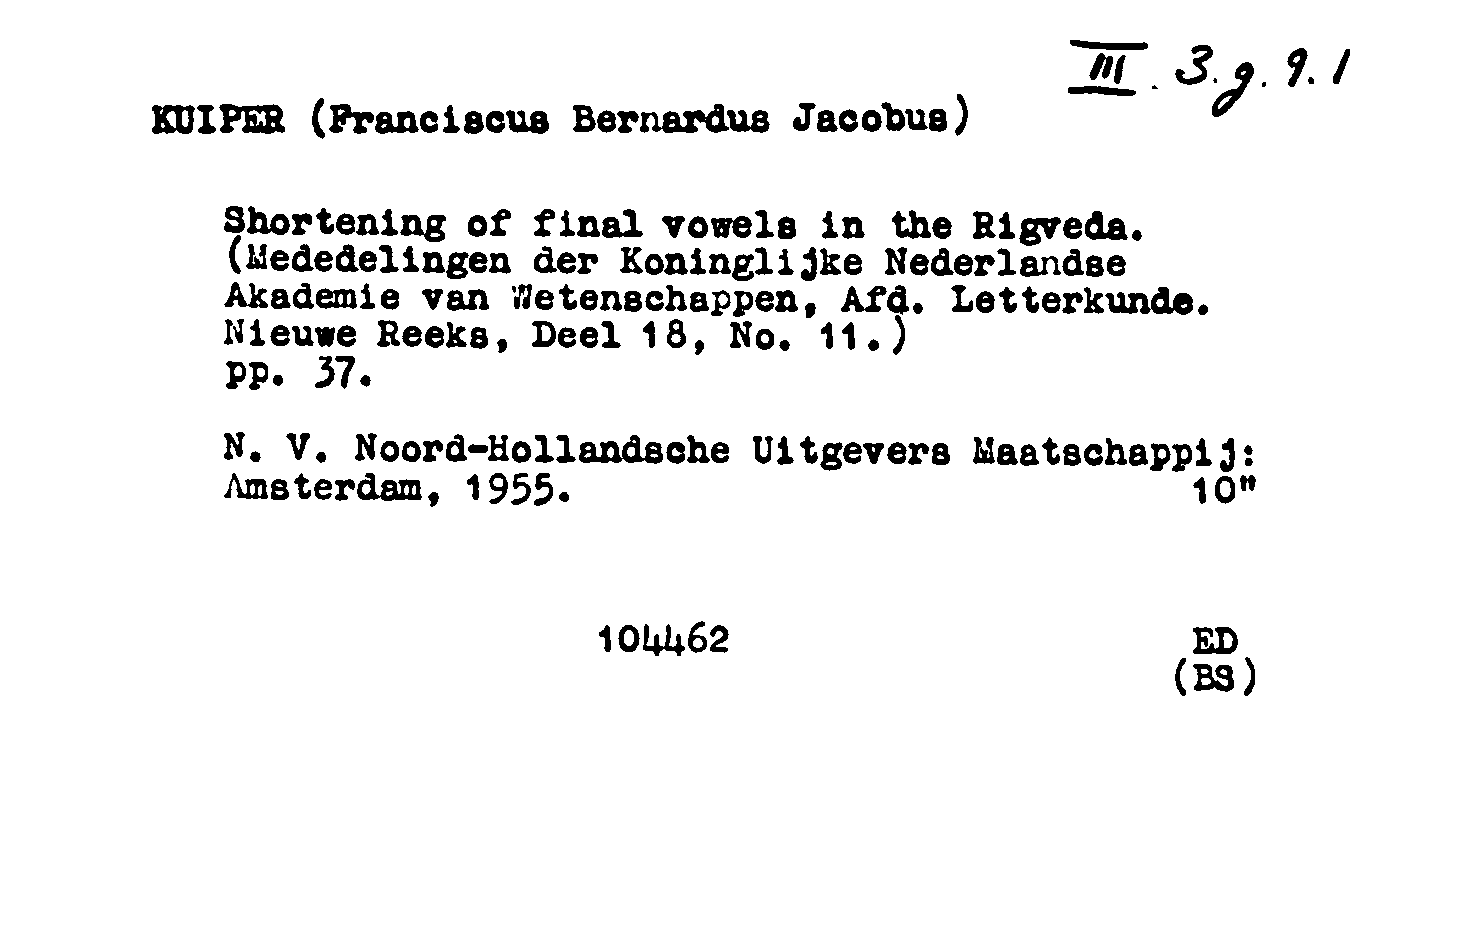 III. 3. g. 9. 1
KUIPER (Franciscus Bernardus Jacobus)
Shortening of final vowels in the Rigveda.
(Mededelingen der Koninglijke Nederlandse
Akademie van Wetenschappen, Afd. Letterkunde.
Nieuwe Reeks, Deel 18, No. 11.)
pp. 37.
N. V. Noord-Hollandsche Uitgevers Maatschappij:
Amsterdam, 1955. 10"
104462 ED
(BS)